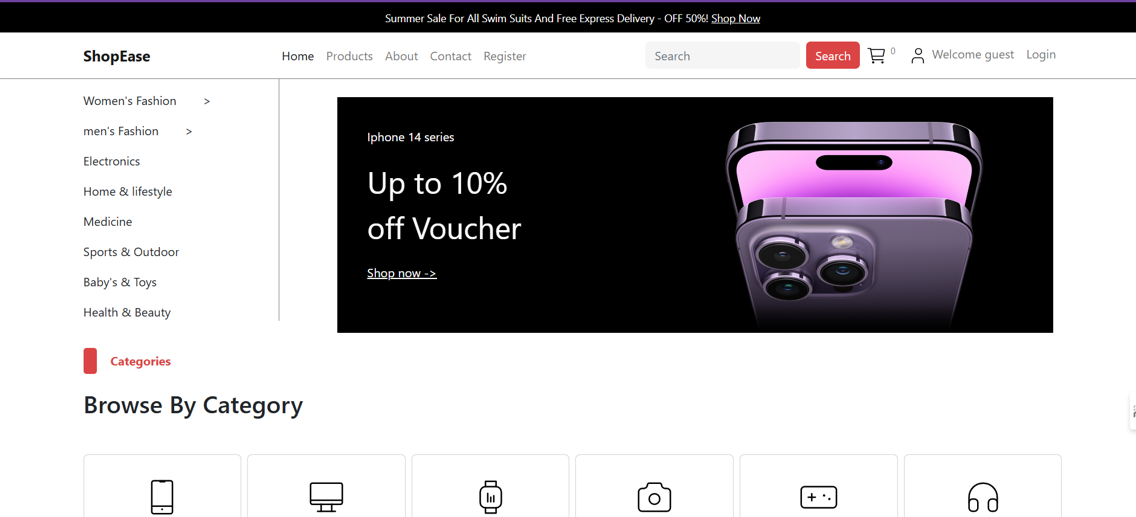 Summer Sale For All Swim Suits And Free Express Delivery - OFF 50%! Shop Now
ShopEase Home Products About Contact Register Search Search 0 Welcome guest Login
Women's Fashion >
men's Fashion >
Electronics
Home & lifestyle
Medicine
Sports & Outdoor
Baby's & Toys
Health & Beauty
Iphone 14 series
Up to 10%
off Voucher
Shop now ->
Categories
Browse By Category